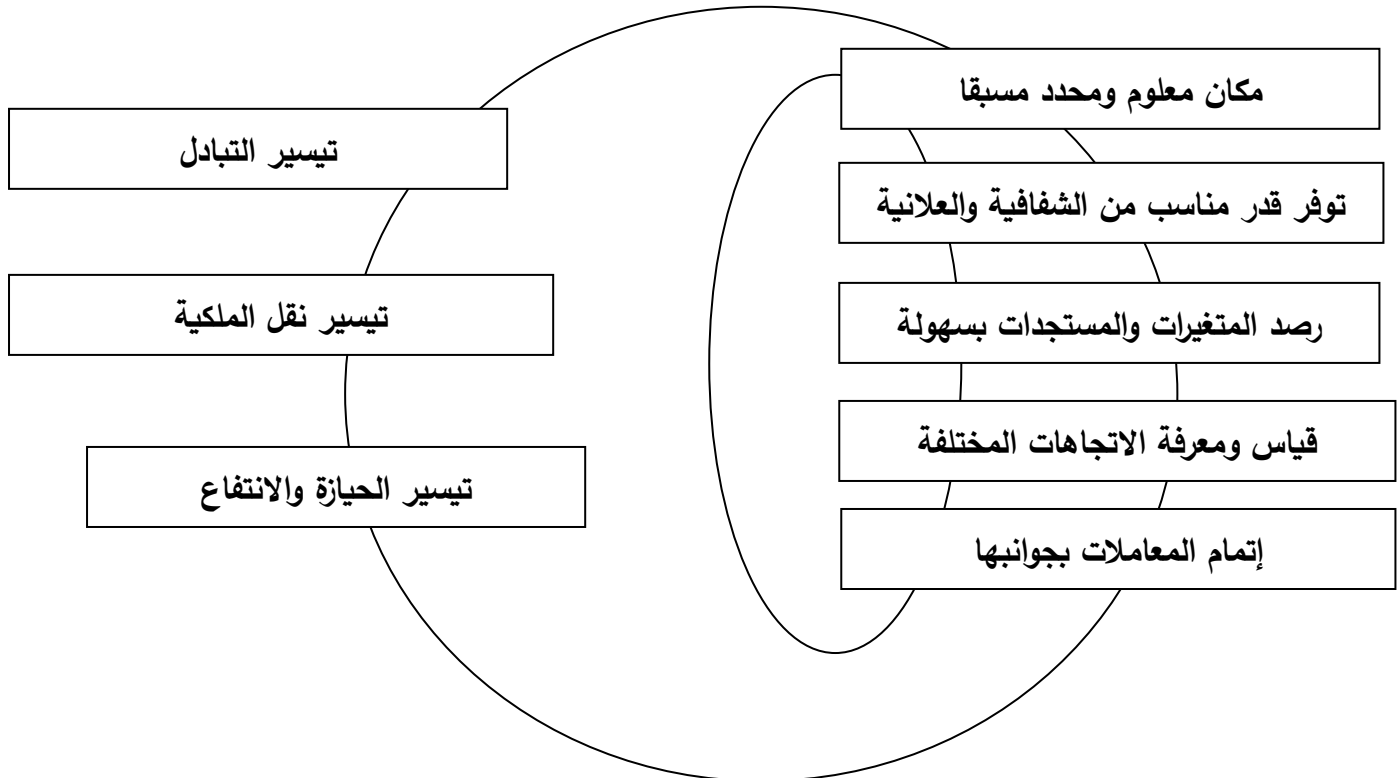 مكان معلوم ومحدد مسبقا
توفر قدر مناسب من الشفافية والعلانية
رصد المتغيرات والمستجدات بسهولة
قياس ومعرفة الاتجاهات المختلفة
إتمام المعاملات بجوانبها
تيسير التبادل
تيسير نقل الملكية
تيسير الحيازة والانتفاع